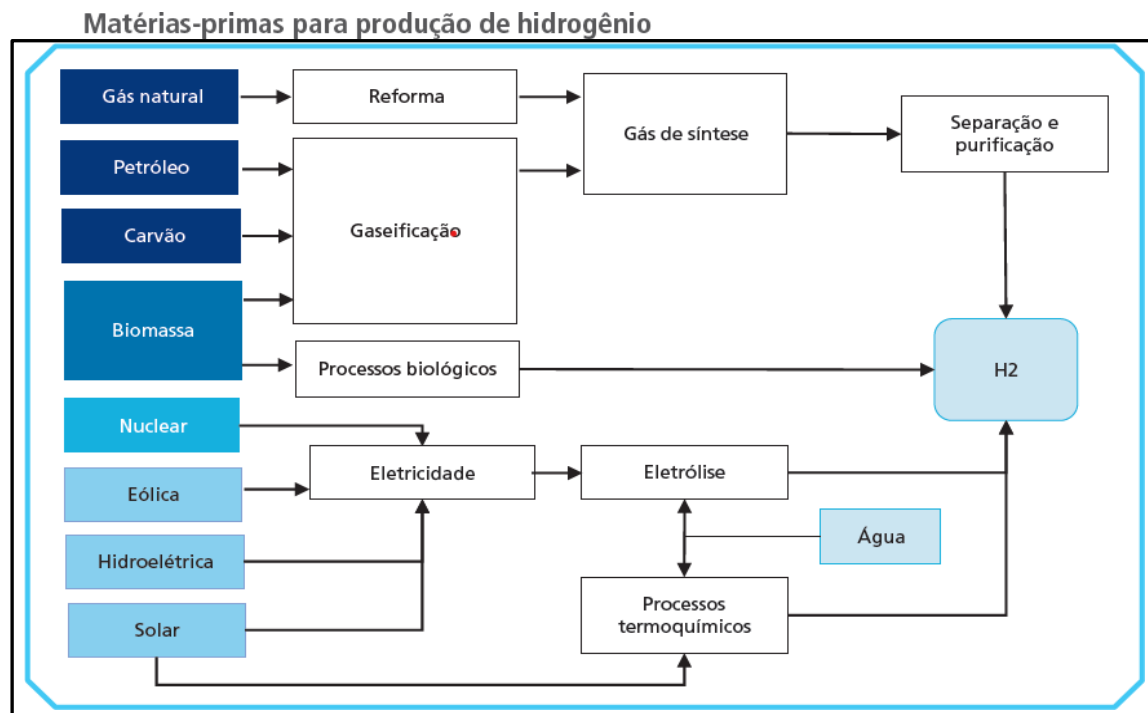 Matérias-primas para produção de hidrogênio
Gás natural
Reforma
Gás de síntese
Separação e
purificação
Petróleo
Carvão
Gaseificação
Biomassa
Processos biológicos
H2
Nuclear
Eletricidade
Eletrólise
Eólica
Água
Hidroelétrica
Processos
termoquímicos
Solar